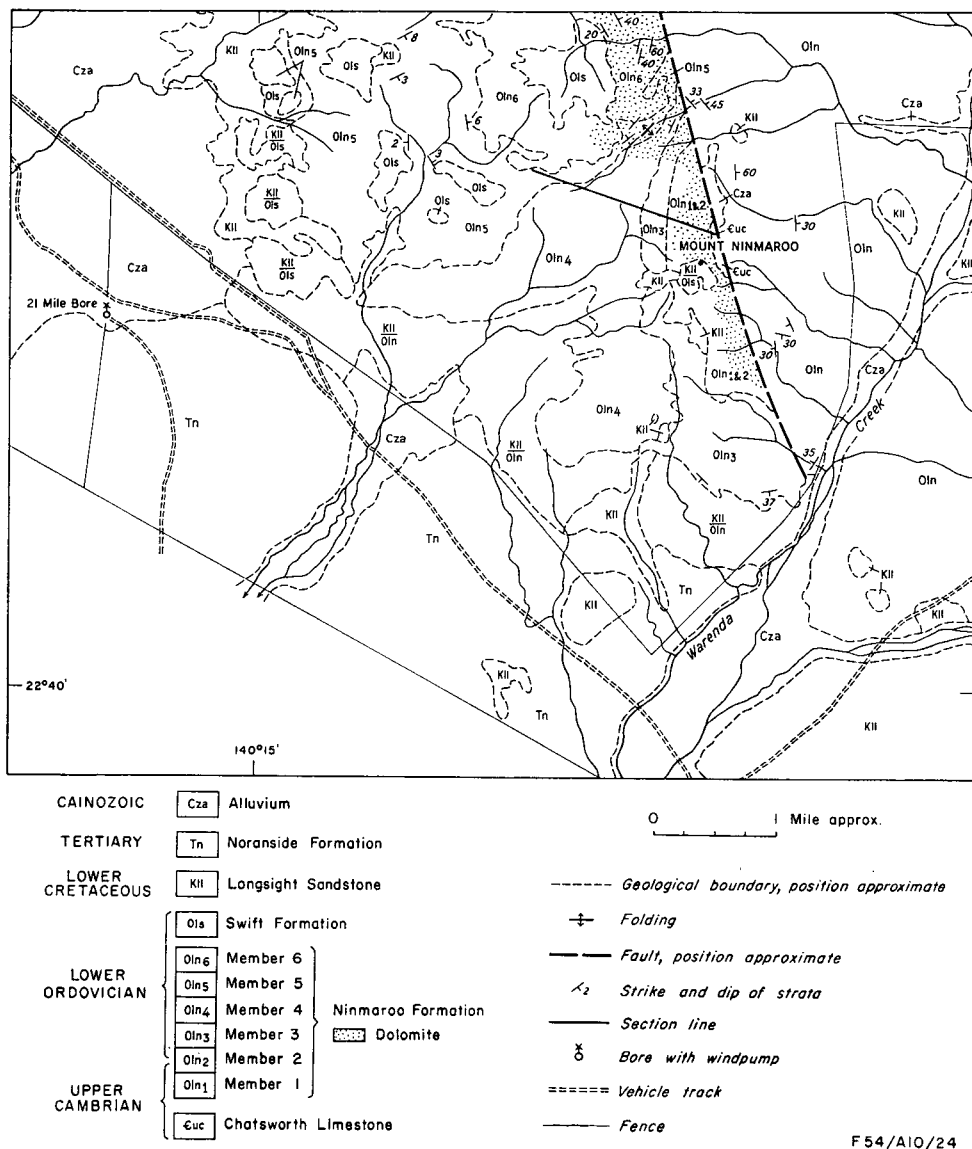 40
20
60
Oln
Kll
8
Oln5
Ols
Kll
Ols
Oln6
Oln5
40
Cza
3
Ols
Oln6
33
45
Cza
6
Kll
Kll
Ols
Oln5
2
Ols
3
60
Kll
Ols
Ols
Oln1&2
Cza
Kll
Kll
Ols
Oln5
Oln3
Єuc
30
Oln
MOUNT NINMAROO
Cza
Kll
Ols
Oln4
Kll
Kll
Ols
Єuc
Kll
21 Mile Bore
Kll
Oln
Kll
30
30
Oln
Oln1&2
Cza
Creek
Tn
Oln4
Cza
Kll
Oln
Kll
Oln3
35
Oln
37
Kll
Kll
Oln
Tn
Kll
Kll
Tn
Kll
Warenda
Cza
22°40'
Kll
Tn
Kll
140°15'
CAINOZOIC Cza Alluvium
TERTIARY Tn Noranside Formation
LOWER CRETACEOUS Kll Longsight Sandstone
LOWER ORDOVICIAN
Ols Swift Formation
Oln6 Member 6
Oln5 Member 5
Oln4 Member 4
Oln3 Member 3
Oln2 Member 2
UPPER CAMBRIAN
Oln1 Member 1
Ninmaroo Formation
Dolomite
Єuc Chatsworth Limestone
0 1 Mile approx.
Geological boundary, position approximate
Folding
Fault, position approximate
2 Strike and dip of strata
Section line
Bore with windpump
Vehicle track
Fence
F54/A10/24